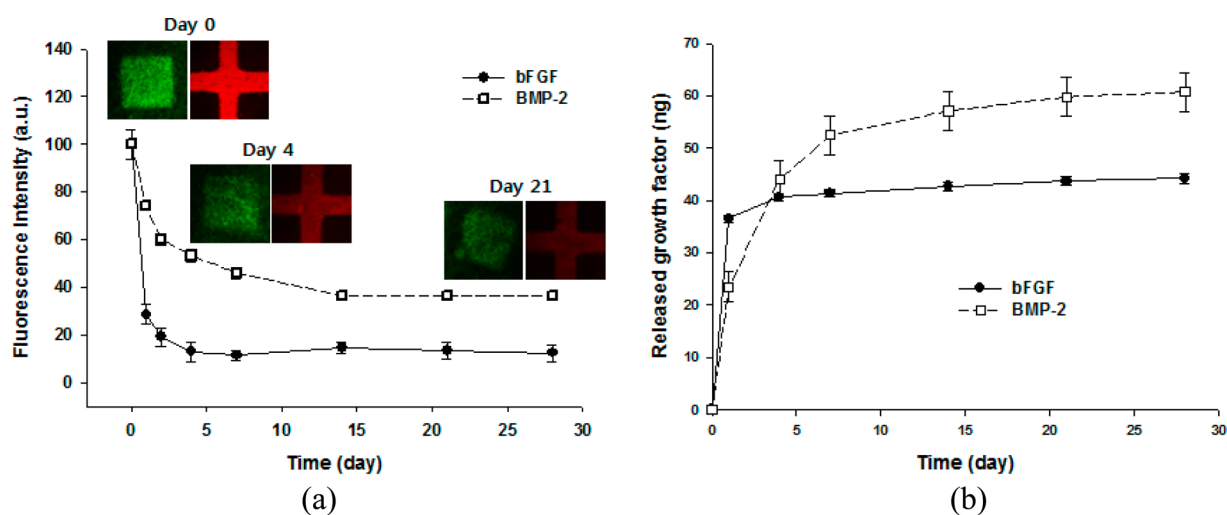 Day 0
140
120
100
80
60
40
20
0
Fluorescence Intensity (a.u.)
bFGF
BMP-2
Day 4
Day 21
0 5 10 15 20 25 30
Time (day)
(a)
70
60
50
40
30
20
10
0
Released growth factor (ng)
bFGF
BMP-2
0 5 10 15 20 25 30
Time (day)
(b)